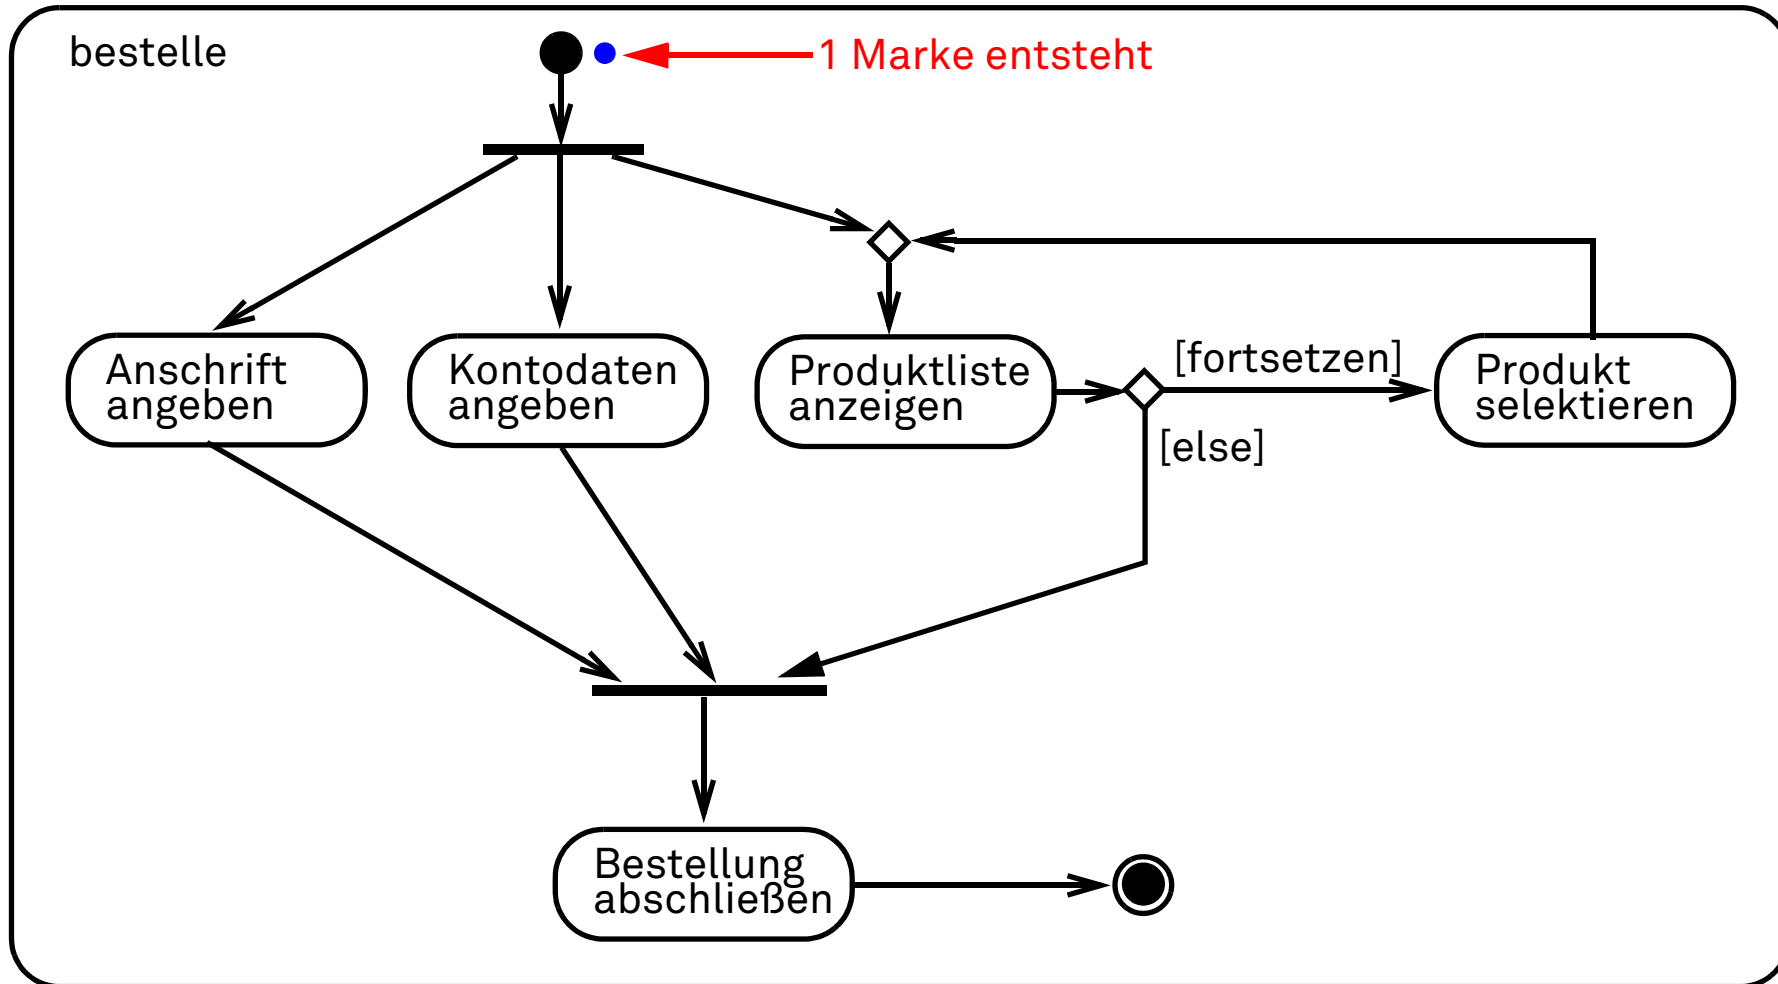 bestelle
1 Marke entsteht
Anschrift
angeben
Kontodaten
angeben
Produktliste
anzeigen
[fortsetzen]
[else]
Produkt
selektieren
Bestellung
abschließen